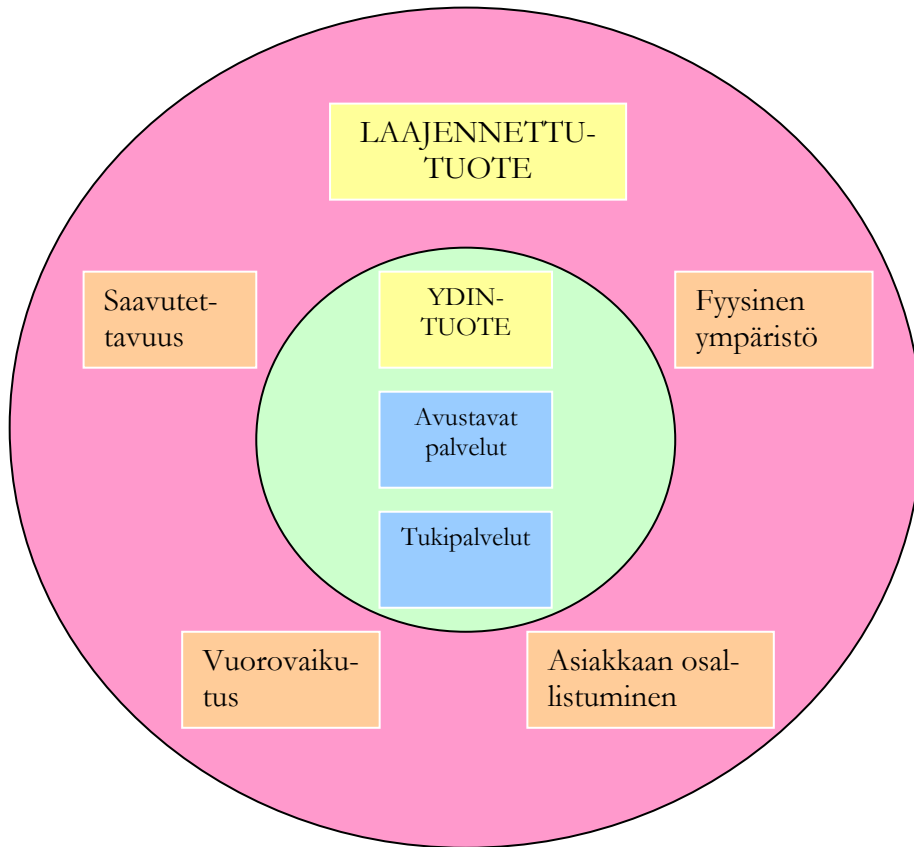 LAAJENNETTU-
TUOTE
Saavutet-
tavuus
YDIN-
TUOTE
Fyysinen
ympäristö
Avustavat
palvelut
Tukipalvelut
Vuorovaiku-
tus
Asiakkaan osal-
listuminen